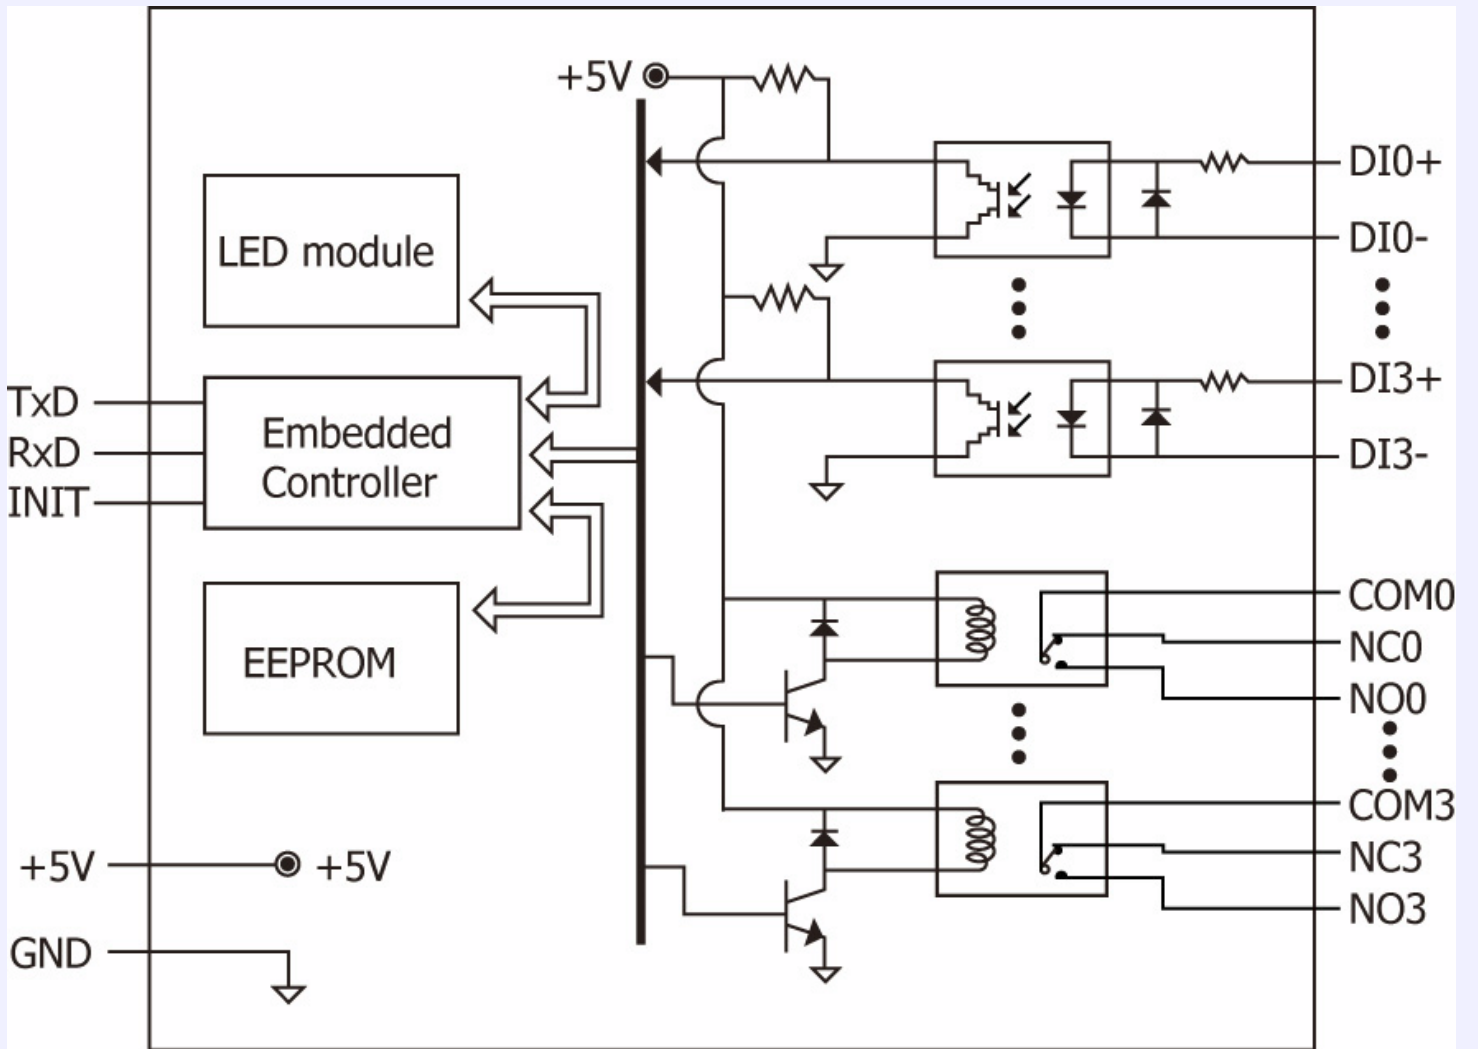 +5V
LED module
TxD
RxD
INIT
Embedded
Controller
EEPROM
+5V
+5V
GND
DI0+
DI0-
DI3+
DI3-
COM0
NC0
NO0
COM3
NC3
NO3